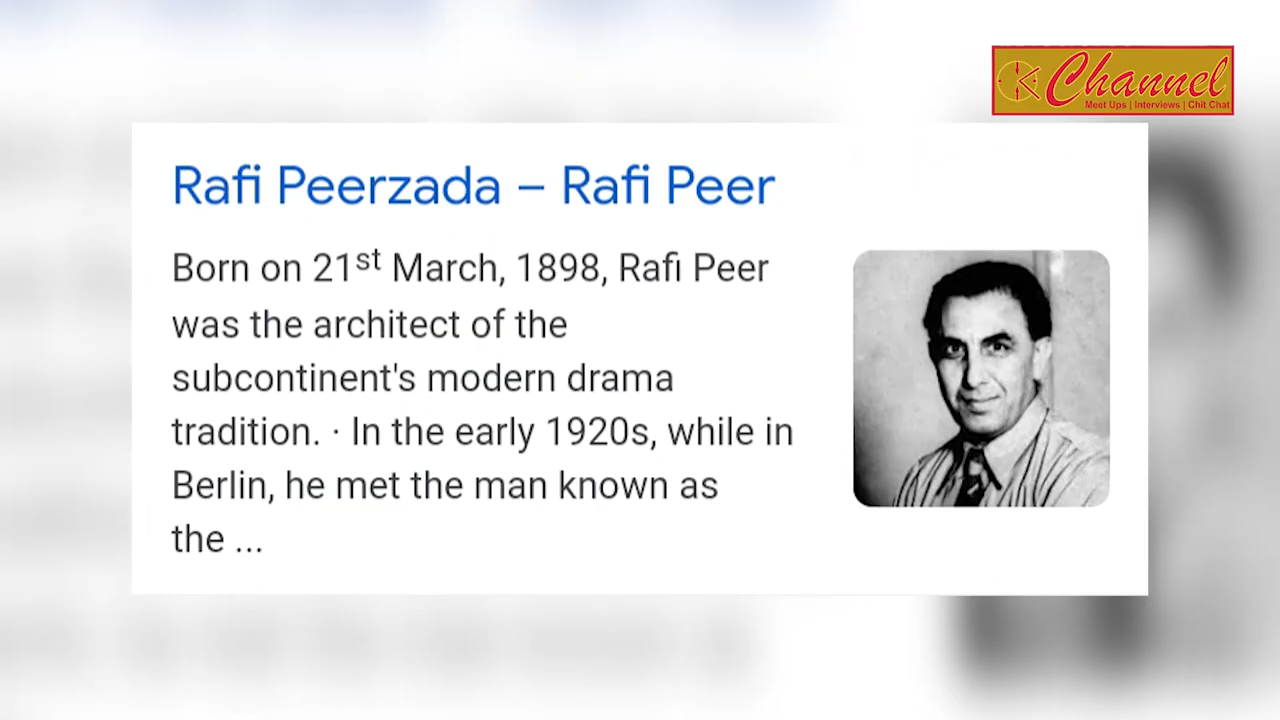 K Channel
Meet Ups | Interviews | Chit Chat
Rafi Peerzada – Rafi Peer
Born on 21st March, 1898, Rafi Peer
was the architect of the
subcontinent's modern drama
tradition. · In the early 1920s, while in
Berlin, he met the man known as
the ...